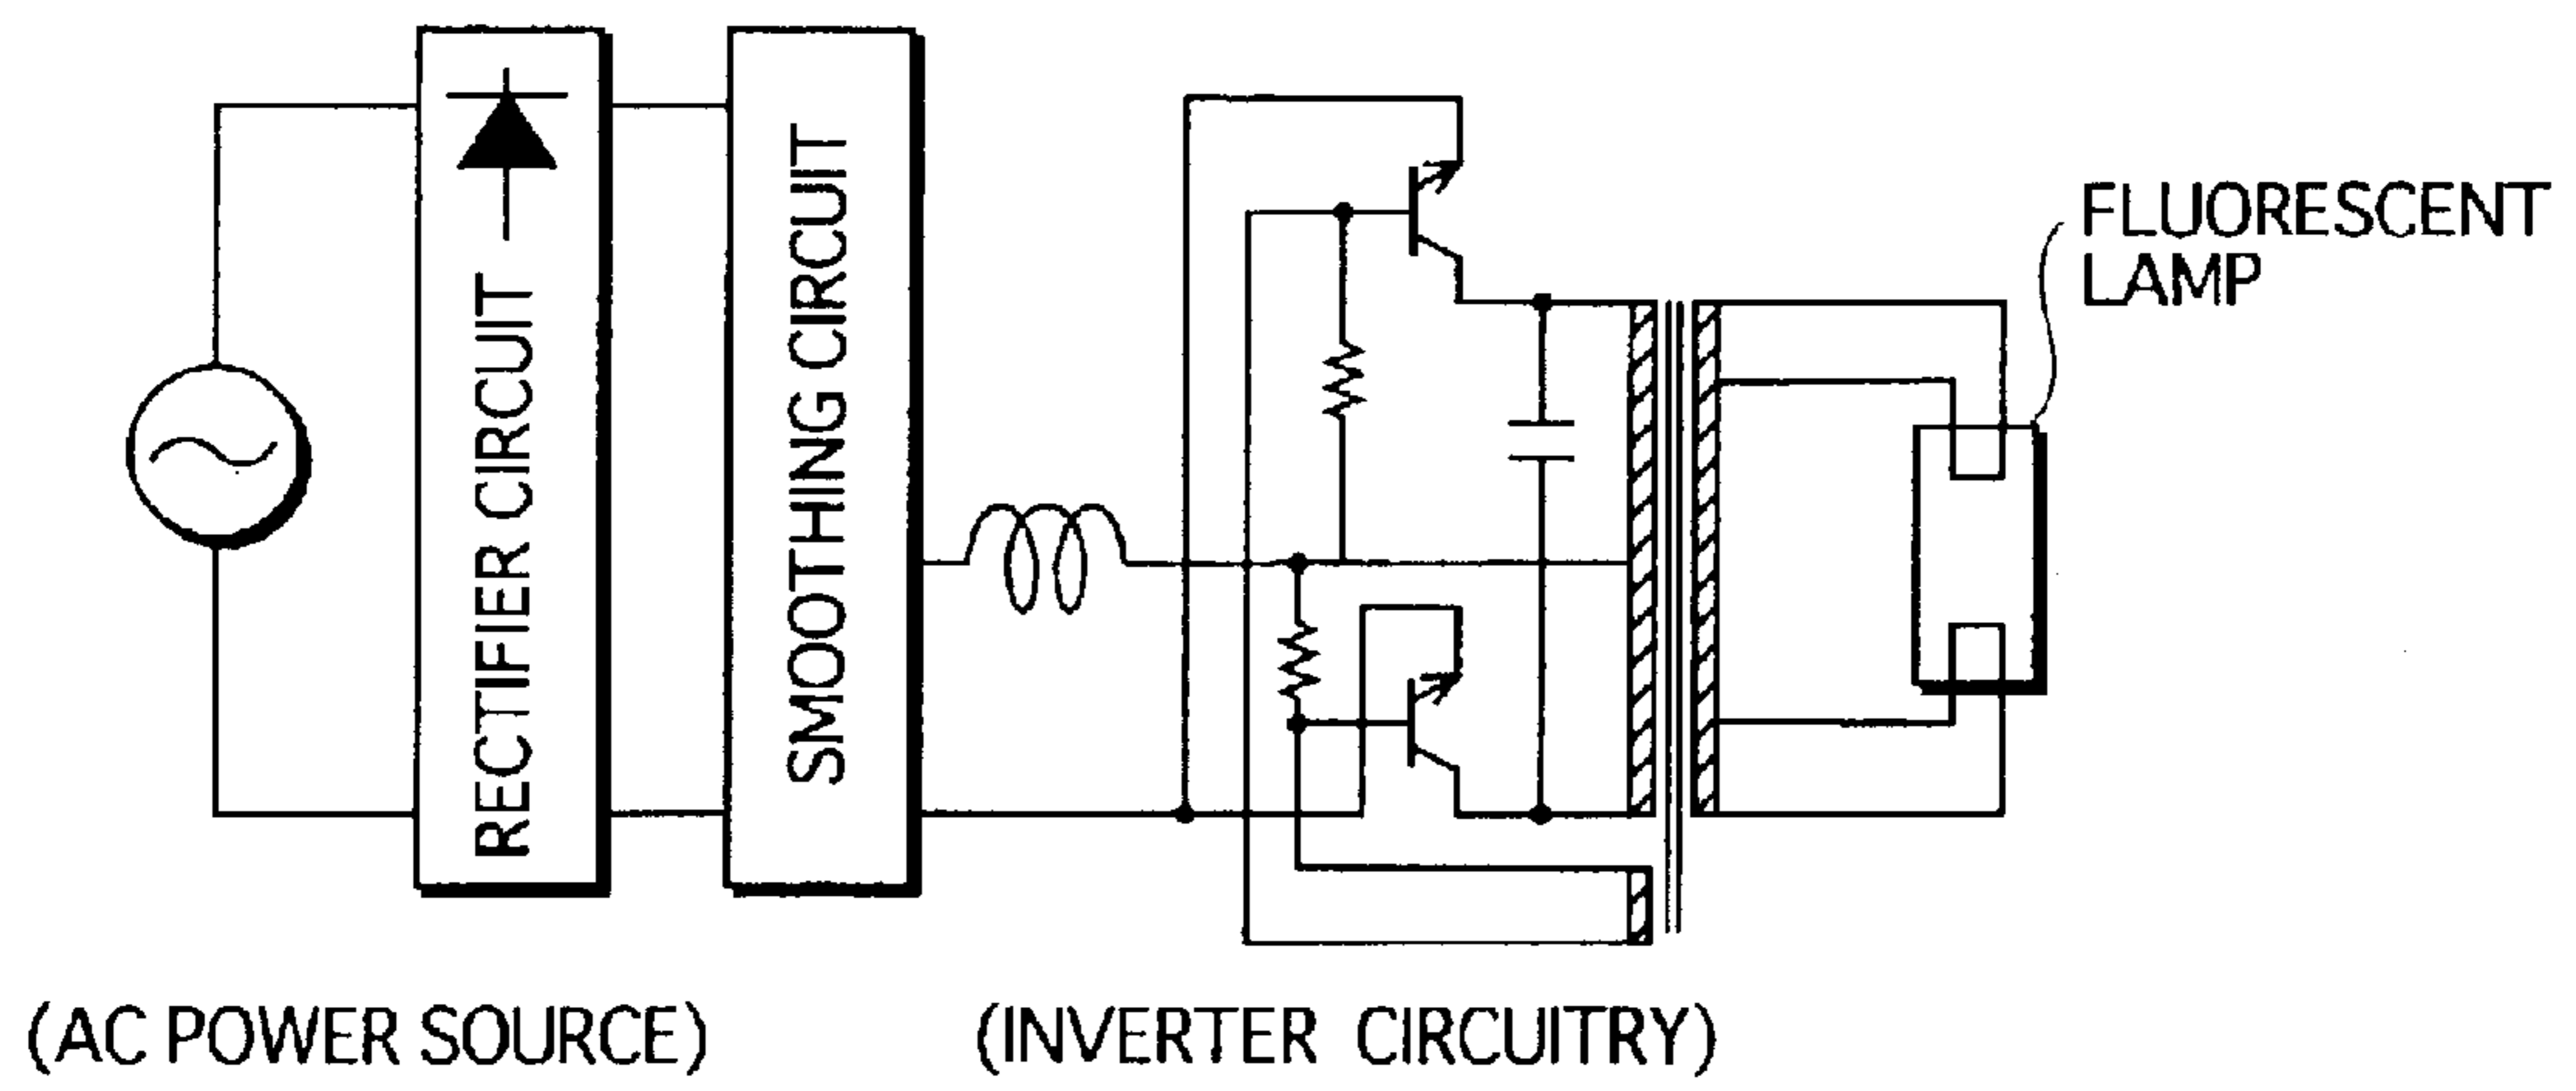 RECTIFIER CIRCUIT
SMOOTHING CIRCUIT
FLUORESCENT
LAMP
(AC POWER SOURCE)
(INVERTER CIRCUITRY)